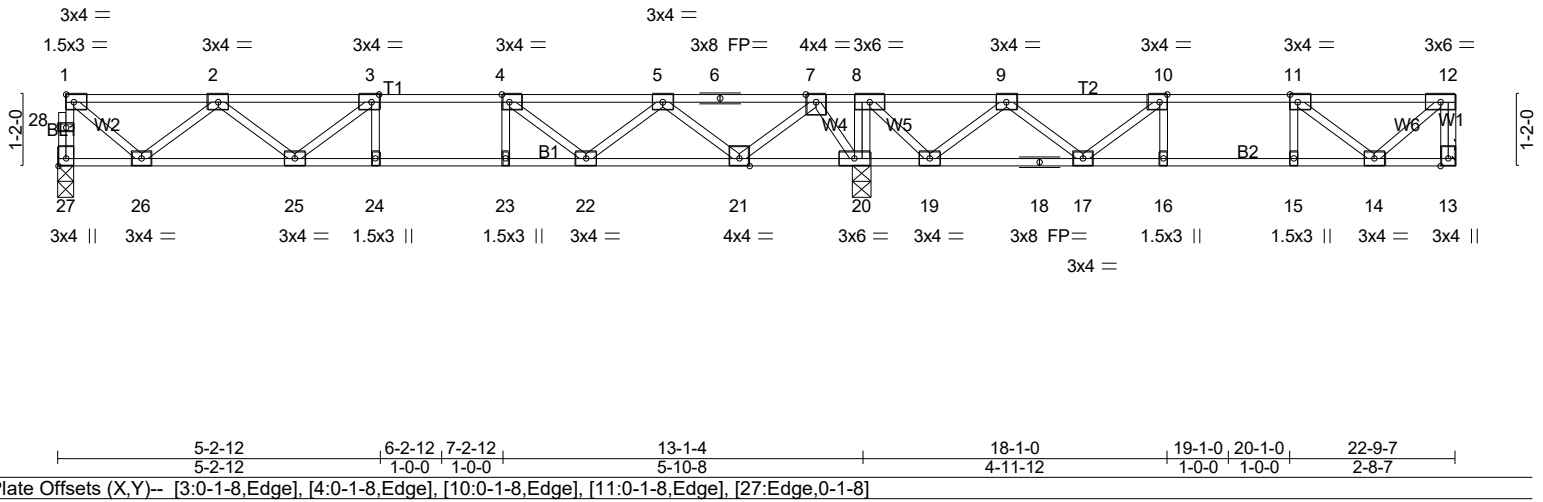 3x4 = 3x4 =
1.5x3 = 3x4 = 3x4 = 3x4 = 3x8 FP= 4x4 = 3x6 = 3x4 = 3x4 = 3x4 = 3x6 =
1 2 3 4 5 6 7 8 9 10 11 12
T1 T2
28 W2 W4 W5 W6 W1
1-2-0 1-2-0
B1 B2
27 26 25 24 23 22 21 20 19 18 17 16 15 14 13
3x4 || 3x4 = 3x4 = 1.5x3 || 1.5x3 || 3x4 = 4x4 = 3x6 = 3x4 = 3x8 FP= 1.5x3 || 1.5x3 || 3x4 = 3x4 ||
3x4 =
5-2-12 6-2-12 7-2-12 13-1-4 18-1-0 19-1-0 20-1-0 22-9-7
5-2-12 1-0-0 1-0-0 5-10-8 4-11-12 1-0-0 1-0-0 2-8-7
late Offsets (X,Y)-- [3:0-1-8,Edge], [4:0-1-8,Edge], [10:0-1-8,Edge], [11:0-1-8,Edge], [27:Edge,0-1-8]